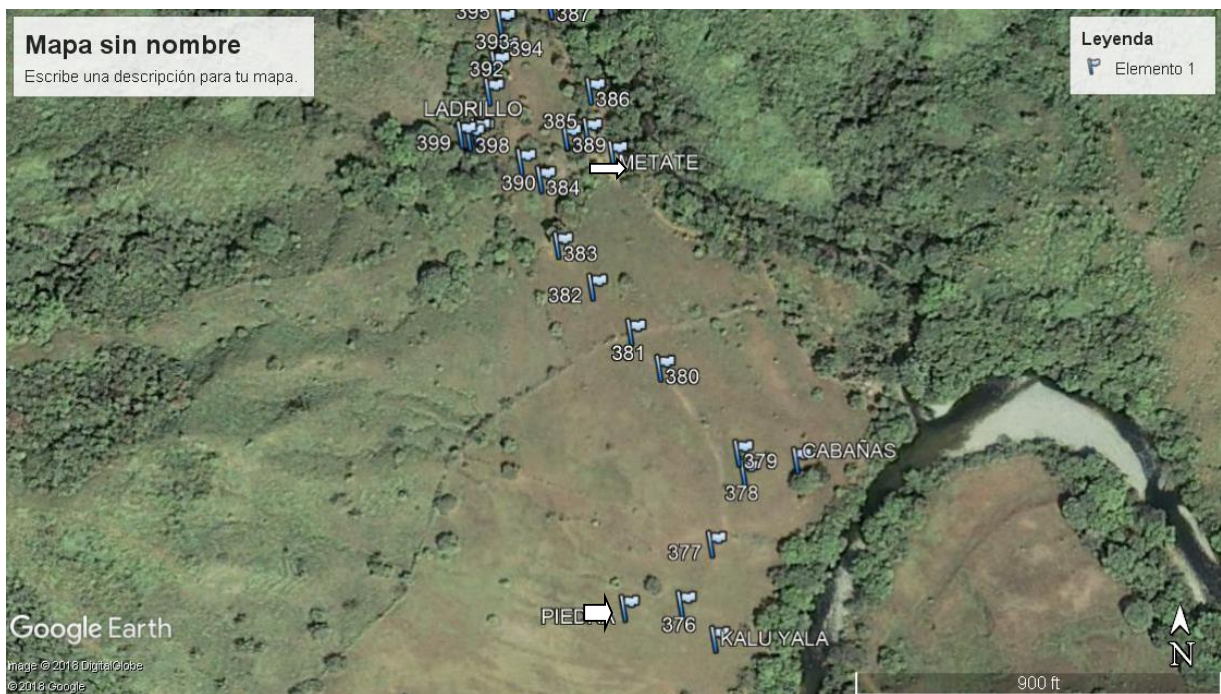 Mapa sin nombre
Escribe una descripción para tu mapa.
Leyenda
Elemento 1
395
387
393
394
392
386
LADRILLO
385
399
398
389
METATE
390
384
383
382
381
380
CABAÑAS
379
378
377
PIEDRA
376
KALU YALA
Google Earth
Image © 2018 DigitalGlobe
© 2018 Google
900 ft
N